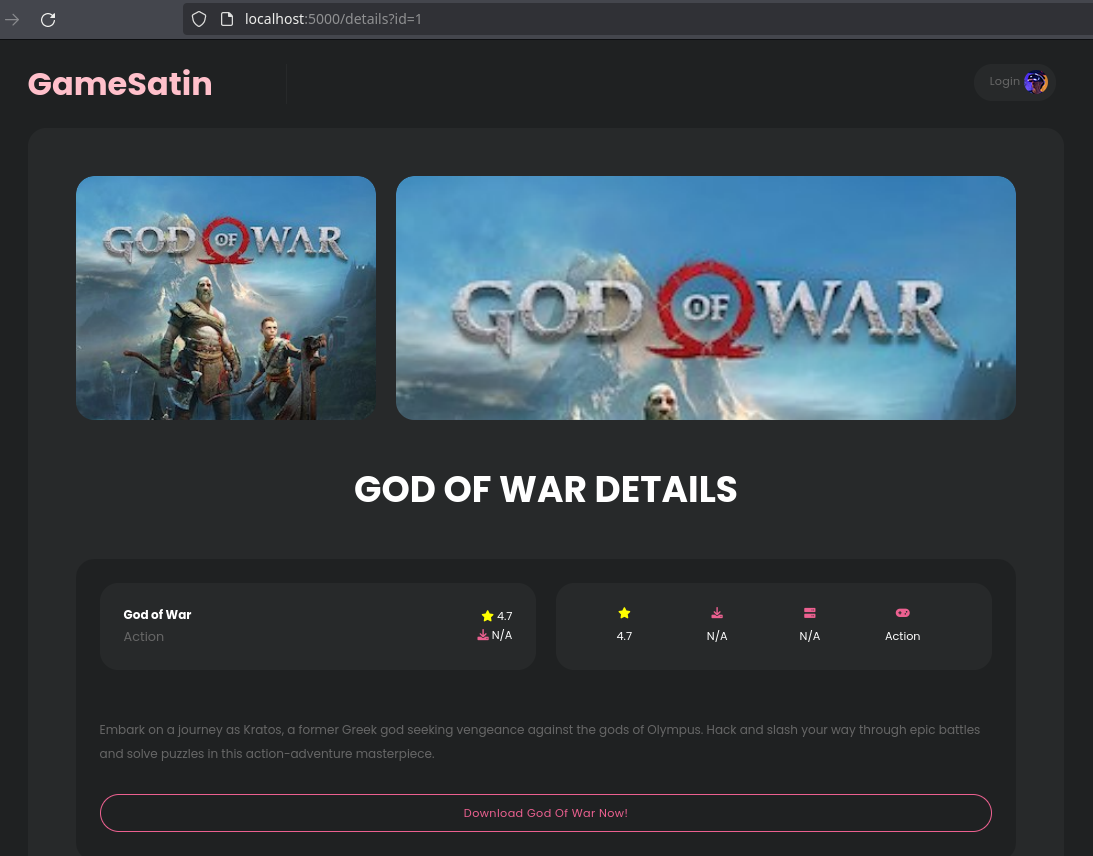 localhost:5000/details?id=1
GameSatin
Login
GOD OF WAR
GOD OF WAR
GOD OF WAR DETAILS
God of War
4.7
Action
N/A
4.7
N/A
N/A
Action
Embark on a journey as Kratos, a former Greek god seeking vengeance against the gods of Olympus. Hack and slash your way through epic battles
and solve puzzles in this action-adventure masterpiece.
Download God Of War Now!